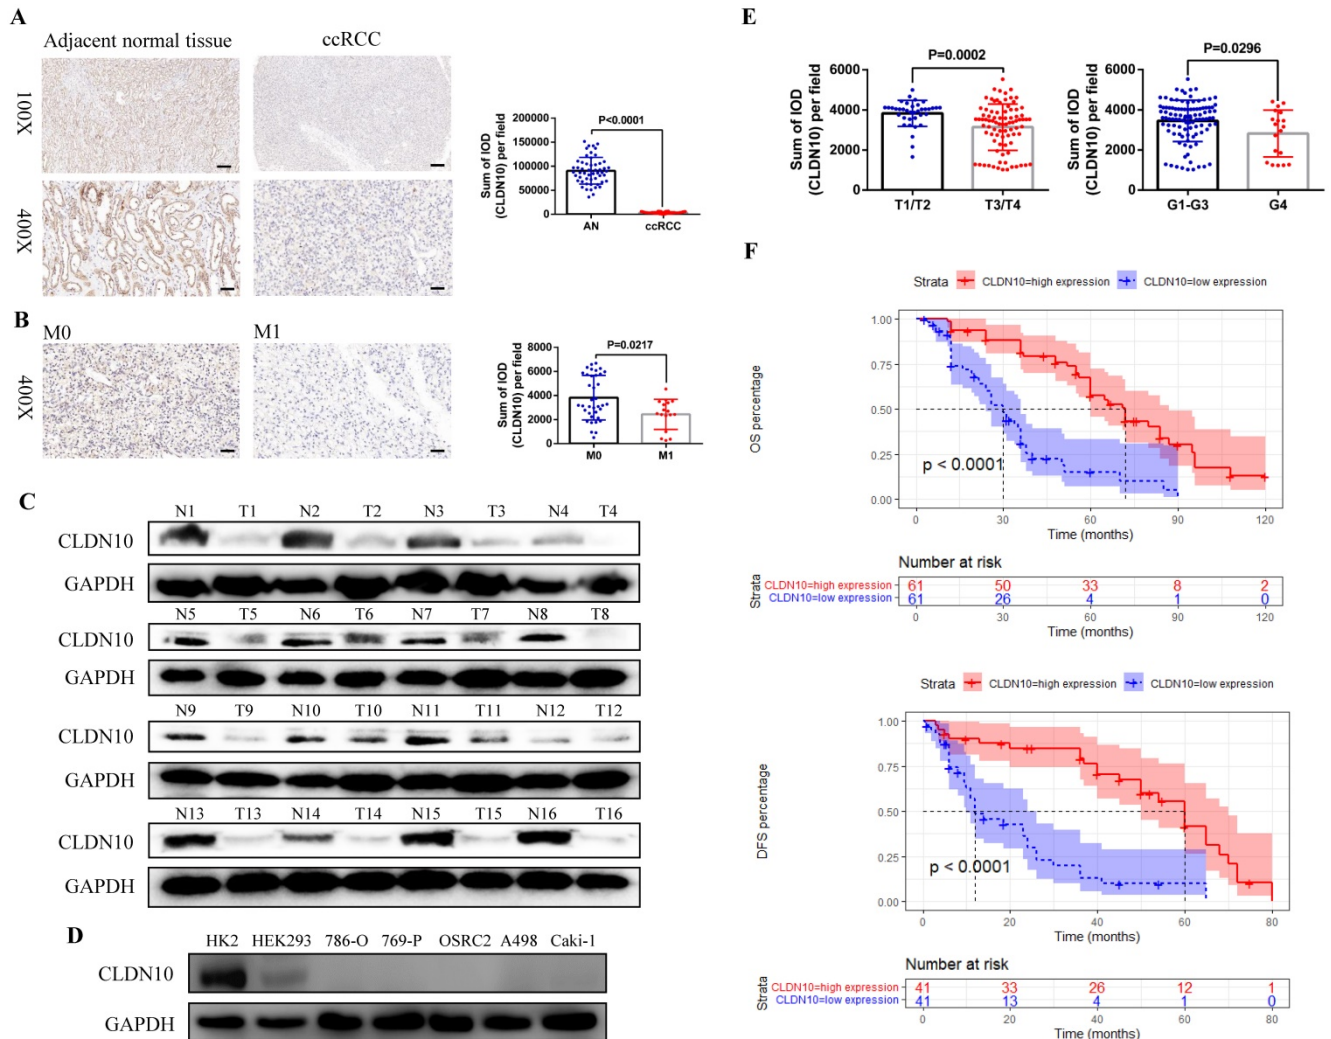 A
Adjacent normal tissue
ccRCC
100X
400X
200000
150000
100000
50000
0
Sum of IOD
(CLDN10) per field
P<0.0001
AN
ccRCC
B
M0
M1
400X
8000
6000
4000
2000
0
Sum of IOD
(CLDN10) per field
P=0.0217
M0
M1
C
N1 T1 N2 T2 N3 T3 N4 T4
CLDN10
GAPDH
N5 T5 N6 T6 N7 T7 N8 T8
CLDN10
GAPDH
N9 T9 N10 T10 N11 T11 N12 T12
CLDN10
GAPDH
N13 T13 N14 T14 N15 T15 N16 T16
CLDN10
GAPDH
D
HK2 HEK293 786-O 769-P OSRC2 A498 Caki-1
CLDN10
GAPDH
E
P=0.0002
6000
4000
2000
0
Sum of IOD
(CLDN10) per field
T1/T2
T3/T4
P=0.0296
6000
4000
2000
0
Sum of IOD
(CLDN10) per field
G1-G3
G4
F
Strata CLDN10=high expression CLDN10=low expression
1.00
0.75
0.50
0.25
0.00
OS percentage
p < 0.0001
0 30 60 90 120
Time (months)
Number at risk
Strata
CLDN10=high expression 61 50 33 8 2
CLDN10=low expression 61 26 4 1 0
0 30 60 90 120
Time (months)
Strata CLDN10=high expression CLDN10=low expression
1.00
0.75
0.50
0.25
0.00
DFS percentage
p < 0.0001
0 20 40 60 80
Time (months)
Number at risk
Strata
CLDN10=high expression 41 33 26 12 1
CLDN10=low expression 41 13 4 1 0
0 20 40 60 80
Time (months)